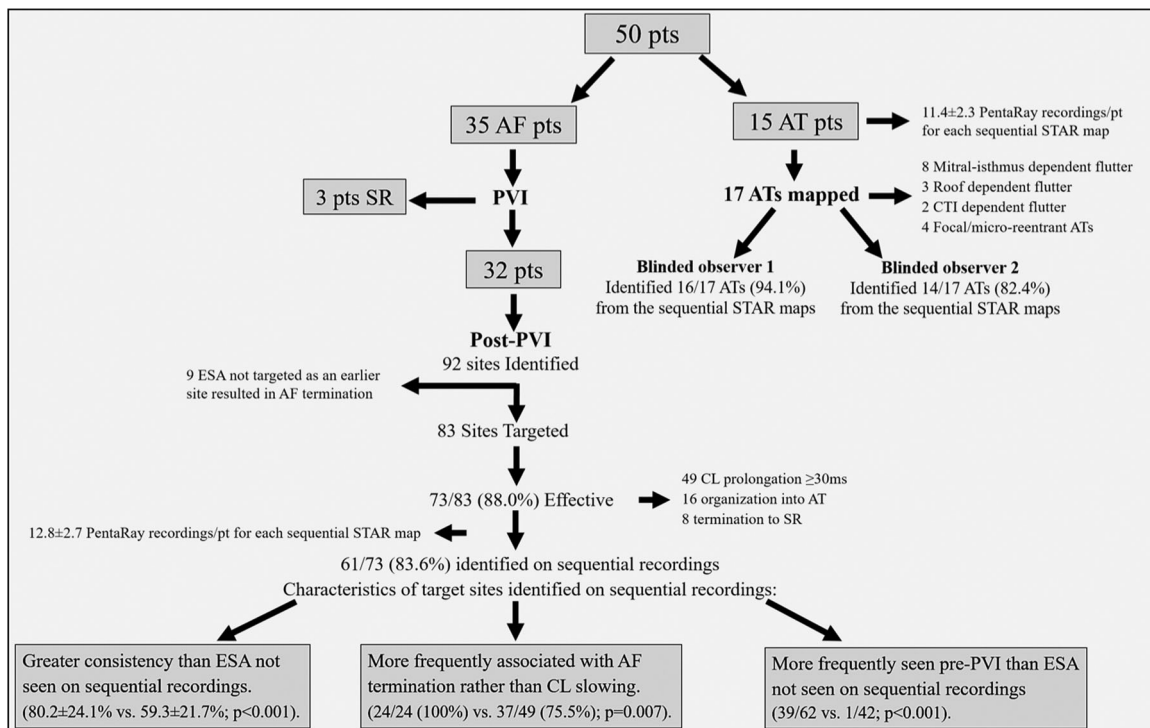 50 pts
35 AF pts
15 AT pts
11.4±2.3 PentaRay recordings/pt
for each sequential STAR map
3 pts SR
PVI
17 ATs mapped
8 Mitral-isthmus dependent flutter
3 Roof dependent flutter
2 CTI dependent flutter
4 Focal/micro-reentrant ATs
32 pts
Blinded observer 1
Identified 16/17 ATs (94.1%)
from the sequential STAR maps
Blinded observer 2
Identified 14/17 ATs (82.4%)
from the sequential STAR maps
Post-PVI
92 sites Identified
9 ESA not targeted as an earlier
site resulted in AF termination
83 Sites Targeted
73/83 (88.0%) Effective
49 CL prolongation ≥30ms
16 organization into AT
8 termination to SR
12.8±2.7 PentaRay recordings/pt for each sequential STAR map
61/73 (83.6%) identified on sequential recordings
Characteristics of target sites identified on sequential recordings:
Greater consistency than ESA not
seen on sequential recordings.
(80.2±24.1% vs. 59.3±21.7%; p<0.001).
More frequently associated with AF
termination rather than CL slowing.
(24/24 (100%) vs. 37/49 (75.5%); p=0.007).
More frequently seen pre-PVI than ESA
not seen on sequential recordings
(39/62 vs. 1/42; p<0.001).